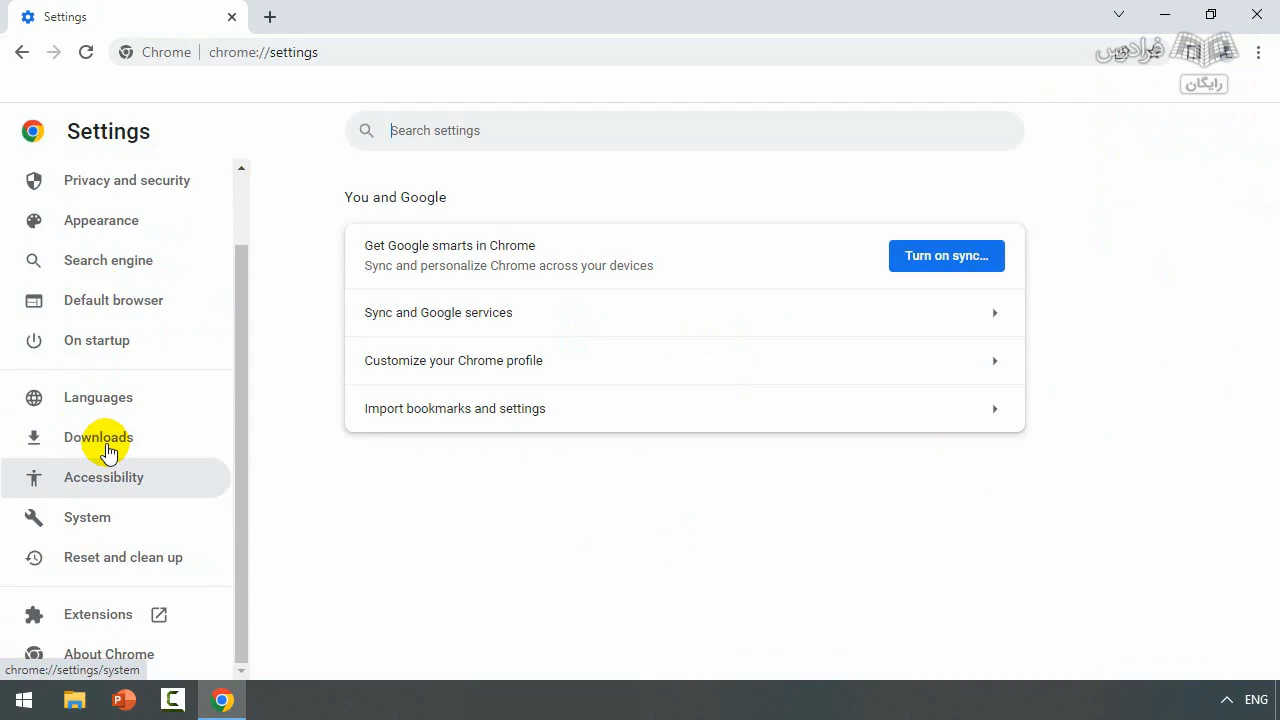 Settings
Chrome
chrome://settings
فرادرس
رایگان
Settings
Search settings
Privacy and security
Appearance
Search engine
Default browser
On startup
Languages
Downloads
Accessibility
System
Reset and clean up
Extensions
About Chrome
You and Google
Get Google smarts in Chrome
Sync and personalize Chrome across your devices
Turn on sync...
Sync and Google services
Customize your Chrome profile
Import bookmarks and settings
chrome://settings/system
ENG